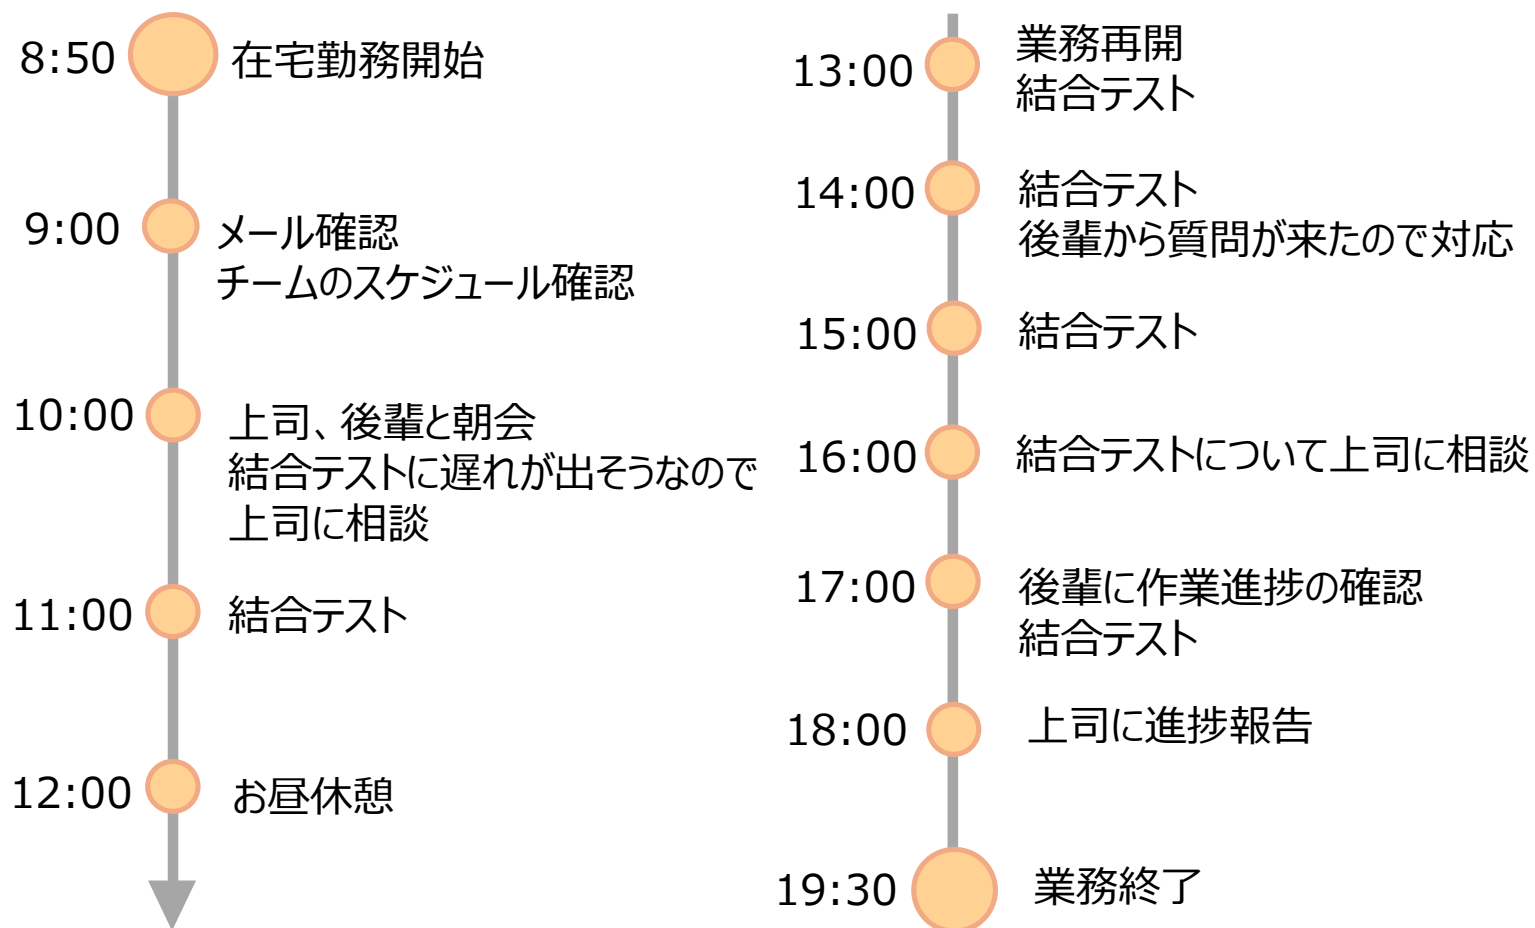 8:50 在宅勤務開始
9:00 メール確認
チームのスケジュール確認
10:00 上司、後輩と朝会
結合テストに遅れが出そうなので
上司に相談
11:00 結合テスト
12:00 お昼休憩
13:00 業務再開
結合テスト
14:00 結合テスト
後輩から質問が来たので対応
15:00 結合テスト
16:00 結合テストについて上司に相談
17:00 後輩に作業進捗の確認
結合テスト
18:00 上司に進捗報告
19:30 業務終了